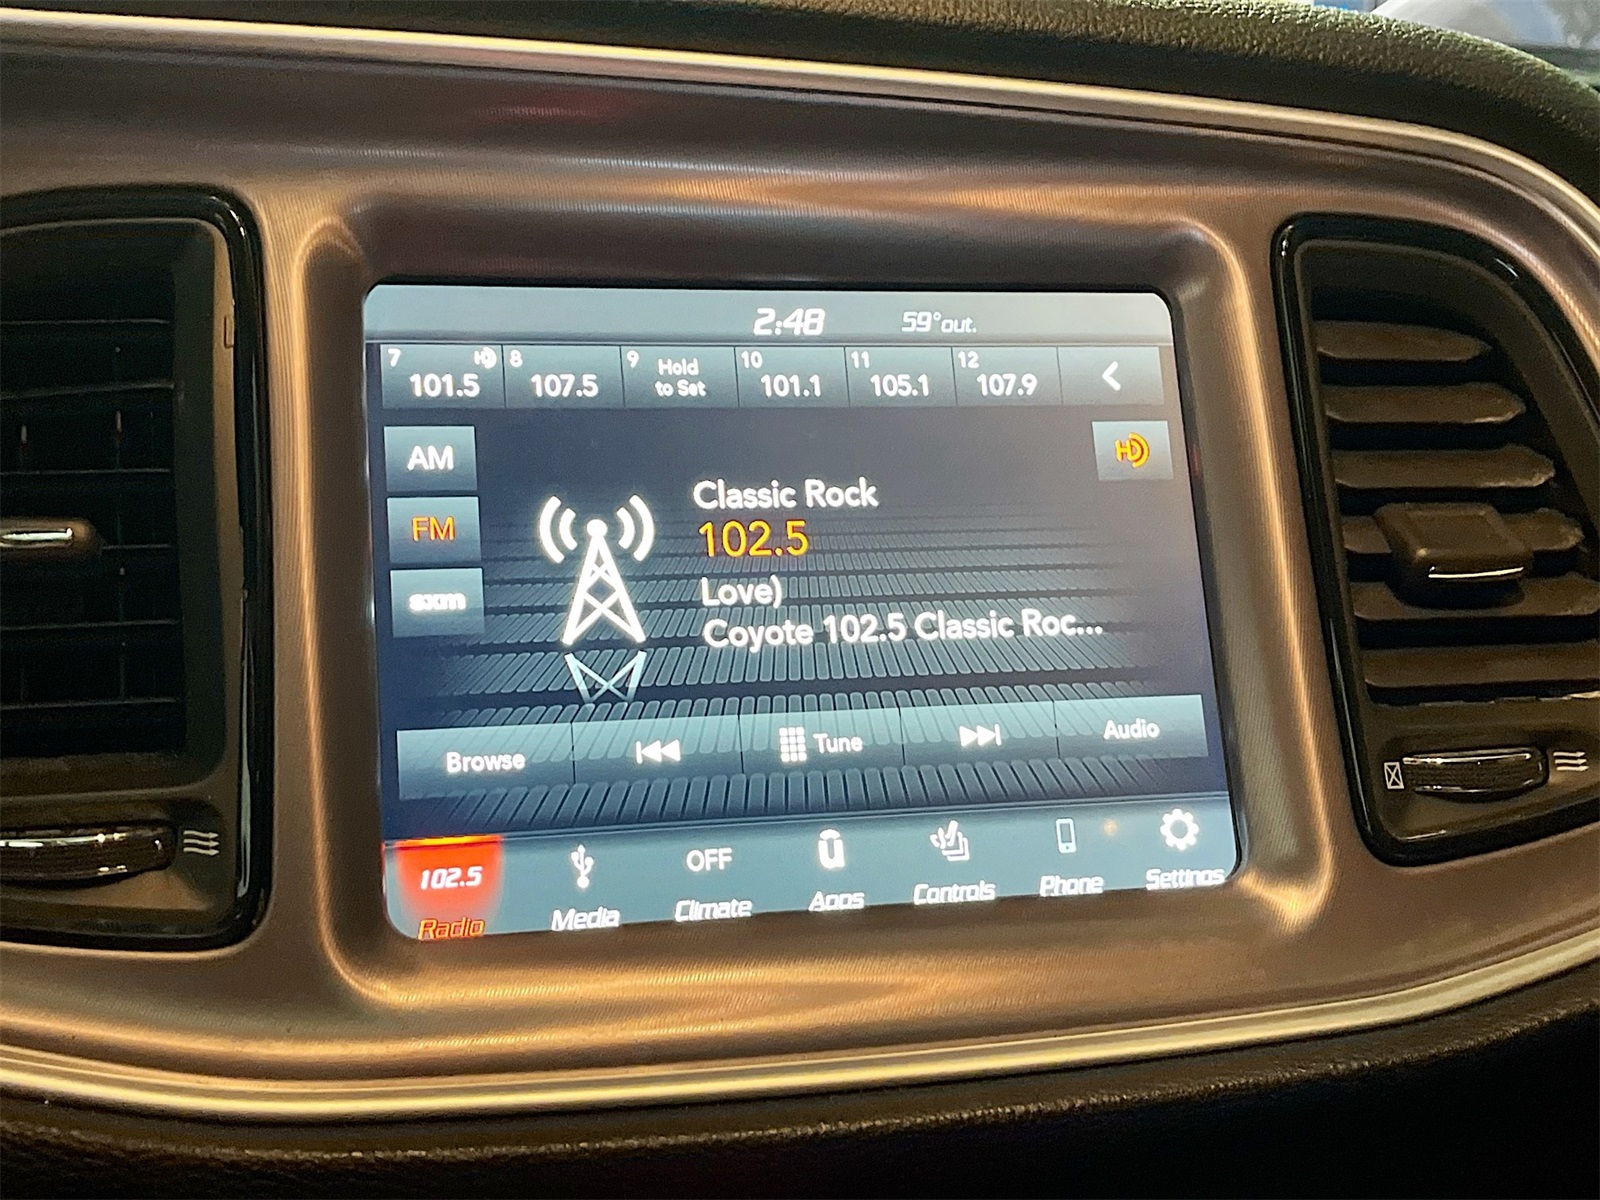 2:48 59°out.
7 8 9 10 11 12
101.5 107.5 Hold to Set 101.1 105.1 107.9
AM
FM
sxm
Classic Rock
102.5
Love)
Coyote 102.5 Classic Roc...
Browse Tune Audio
102.5 OFF
Radio Media Climate Apps Controls Phone Settings